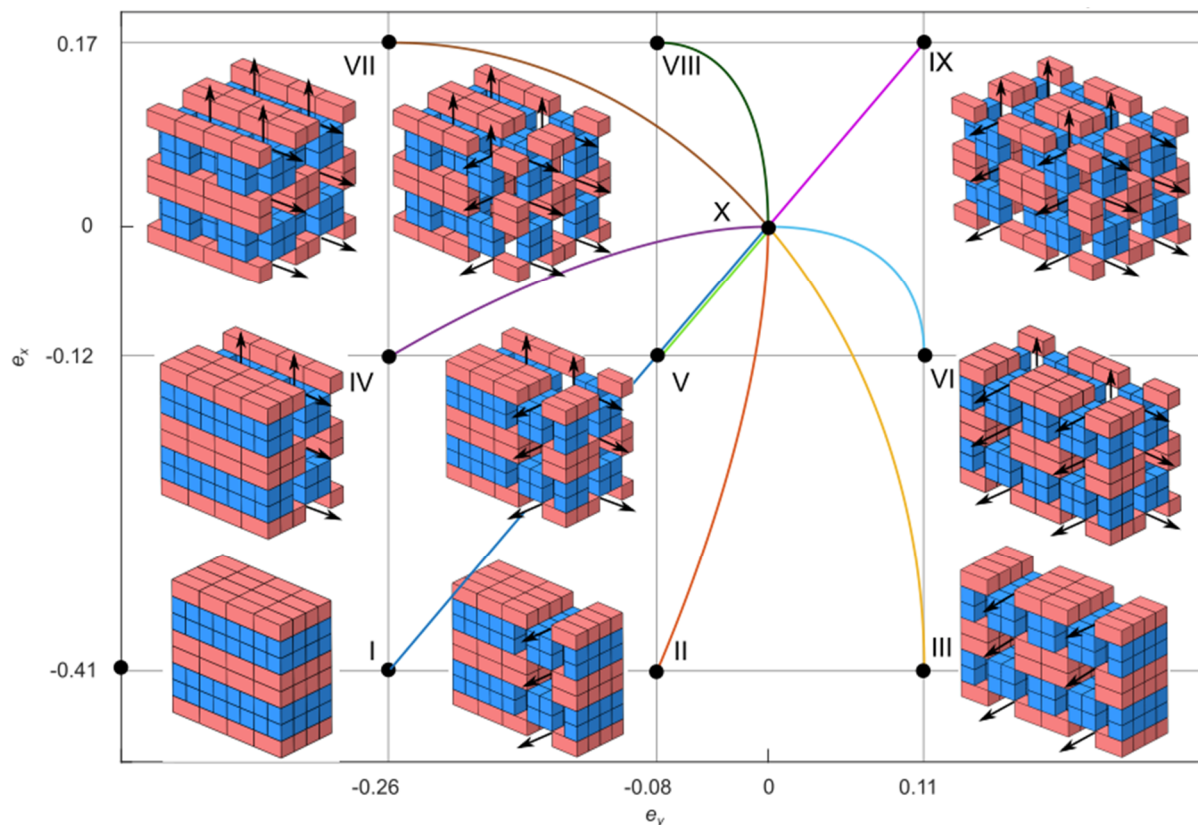 0.17
VII
VIII
IX
X
0
e_x
-0.12
IV
V
VI
-0.41
I
II
III
-0.26
-0.08
0
0.11
e_y